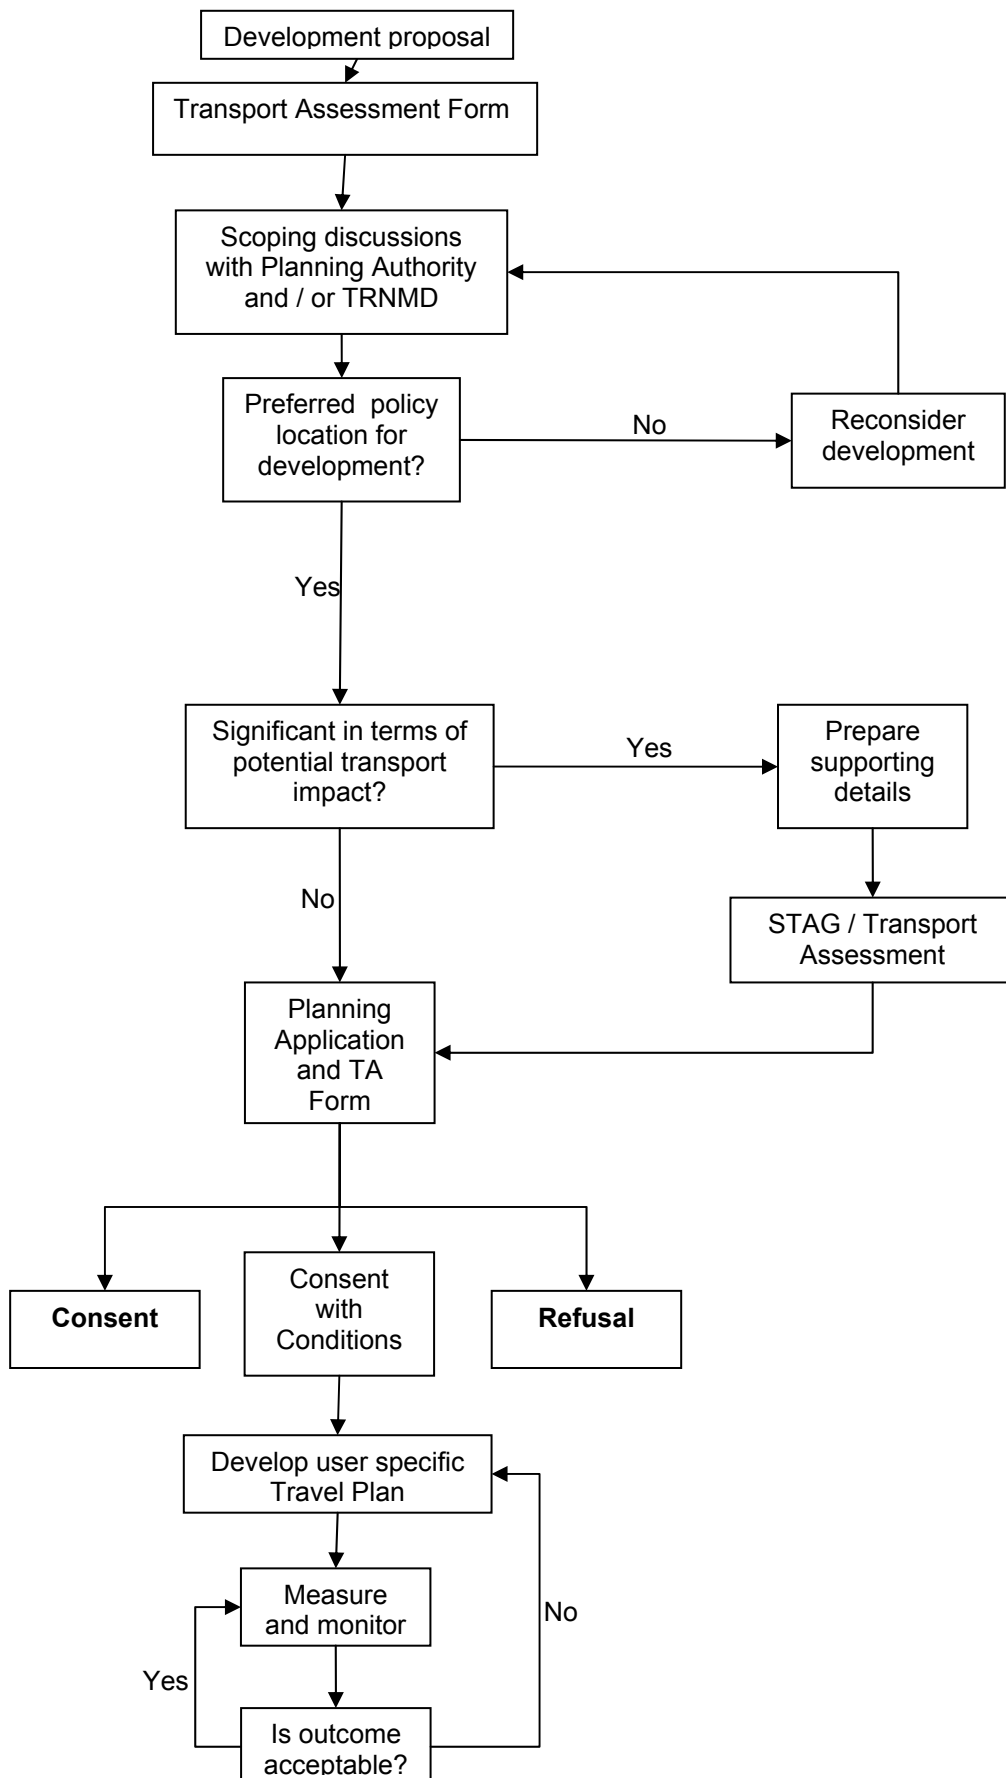 Development proposal
Transport Assessment Form
Scoping discussions
with Planning Authority
and / or TRNMD
Preferred policy
location for
development?
No
Reconsider
development
Yes
Significant in terms of
potential transport
impact?
Yes
Prepare
supporting
details
No
STAG / Transport
Assessment
Planning
Application
and TA
Form
Consent
Consent
with
Conditions
Refusal
Develop user specific
Travel Plan
Measure
and monitor
No
Yes
Is outcome
acceptable?